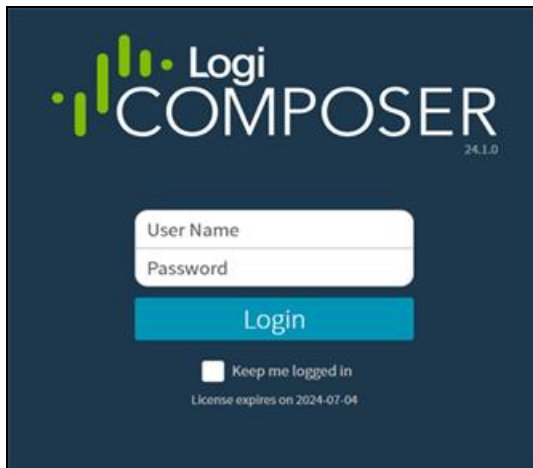 Logi
COMPOSER
24.1.0
User Name
Password
Login
Keep me logged in
License expires on 2024-07-04